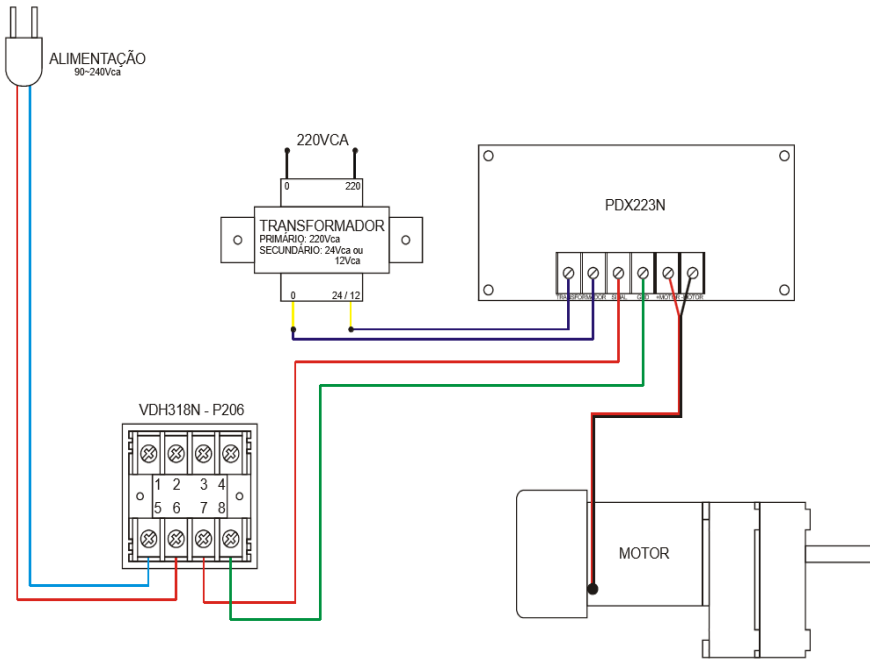 ALIMENTAÇÃO
90~240Vca
220VCA
0 220
TRANSFORMADOR
PRIMÁRIO: 220Vca
SECUNDÁRIO: 24Vca ou
12Vca
0 24 / 12
PDX223N
TRANSFORMADOR SINAL GND +MOTOR -MOTOR
VDH318N - P206
1 2 3 4
5 6 7 8
MOTOR